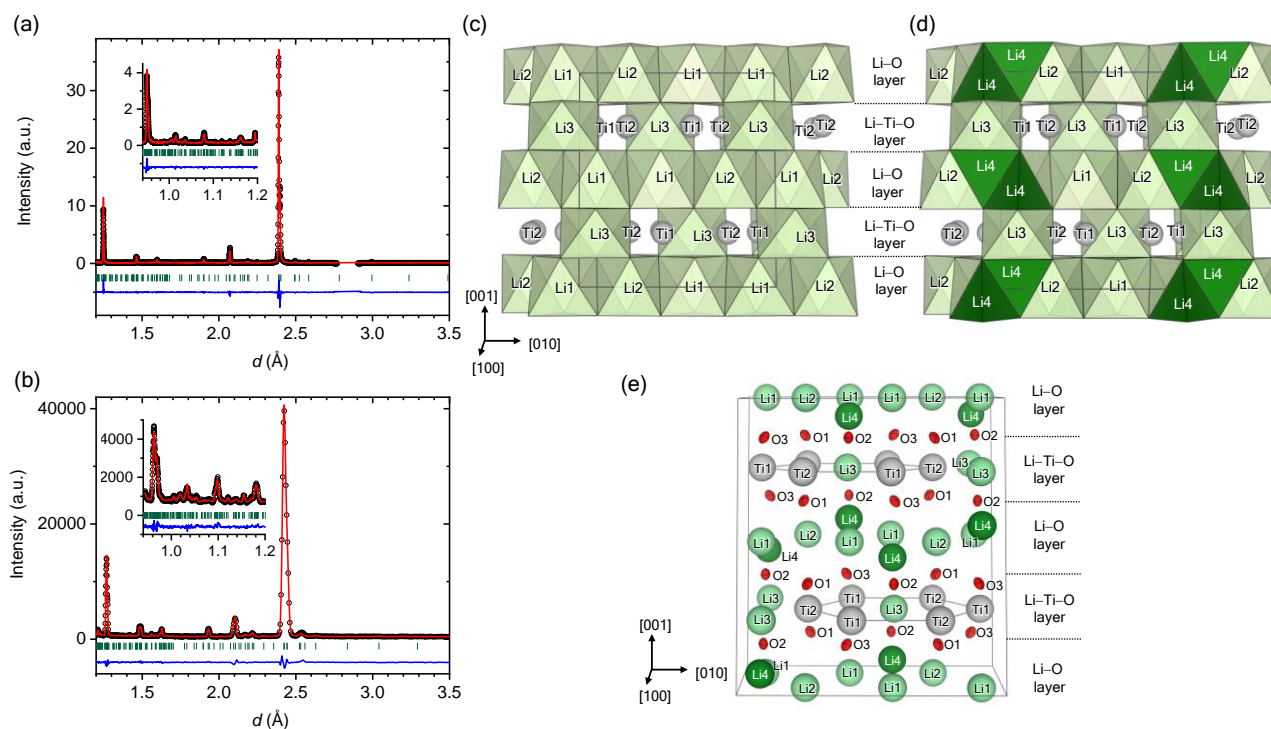 (a)
Intensity (a.u.)
30
20
10
0
4
2
0
1.0 1.1 1.2
1.5 2.0 2.5 3.0 3.5
d (Å)
(b)
Intensity (a.u.)
40000
20000
0
4000
2000
0
1.0 1.1 1.2
1.5 2.0 2.5 3.0 3.5
d (Å)
(c)
Li2 Li1 Li2 Li1 Li2
Li3 Ti1 Ti2 Li3 Ti1 Ti2 Li3 Ti2 Ti2
Li2 Li1 Li1 Li2 Li1 Li2
Ti2 Li3 Ti2 Ti1 Li3 Ti2 Ti1 Li3
Li2 Li1 Li2 Li1 Li1 Li2
[001]
[010]
[100]
Li–O
layer
Li–Ti–O
layer
Li–O
layer
Li–Ti–O
layer
Li–O
layer
(d)
Li2 Li4 Li4 Li2 Li1 Li4 Li4 Li2
Li3 Ti1 Ti2 Li3 Ti1 Ti2 Li3 Ti2 Ti2
Li2 Li4 Li4 Li1 Li2 Li4 Li4 Li2
Ti2 Li3 Ti2 Ti1 Li3 Ti2 Ti1 Li3
Li2 Li4 Li4 Li2 Li1 Li4 Li4 Li2
(e)
Li1 Li2 Li1 Li1 Li2 Li1
Li4 Li4
O3 O1 O2 O3 O1 O2
Ti1 Ti2 Li3 Ti1 Ti2 Li3 Li3
O3 O1 O2 O3 O1 O2
Li4 Li4
Li1 Li2 Li1 Li1 Li2 Li1
Li4 Li4
O2 O1 O3 O2 O1 O3
Li3 Ti2 Ti1 Li3 Ti2 Ti1
Li3 Ti1 Ti2
O2 O1 O3 O2 O1 O3
Li4 Li1 Li1 Li4 Li2
Li2 Li1 Li1
[001]
[010]
[100]
Li–O
layer
Li–Ti–O
layer
Li–O
layer
Li–Ti–O
layer
Li–O
layer